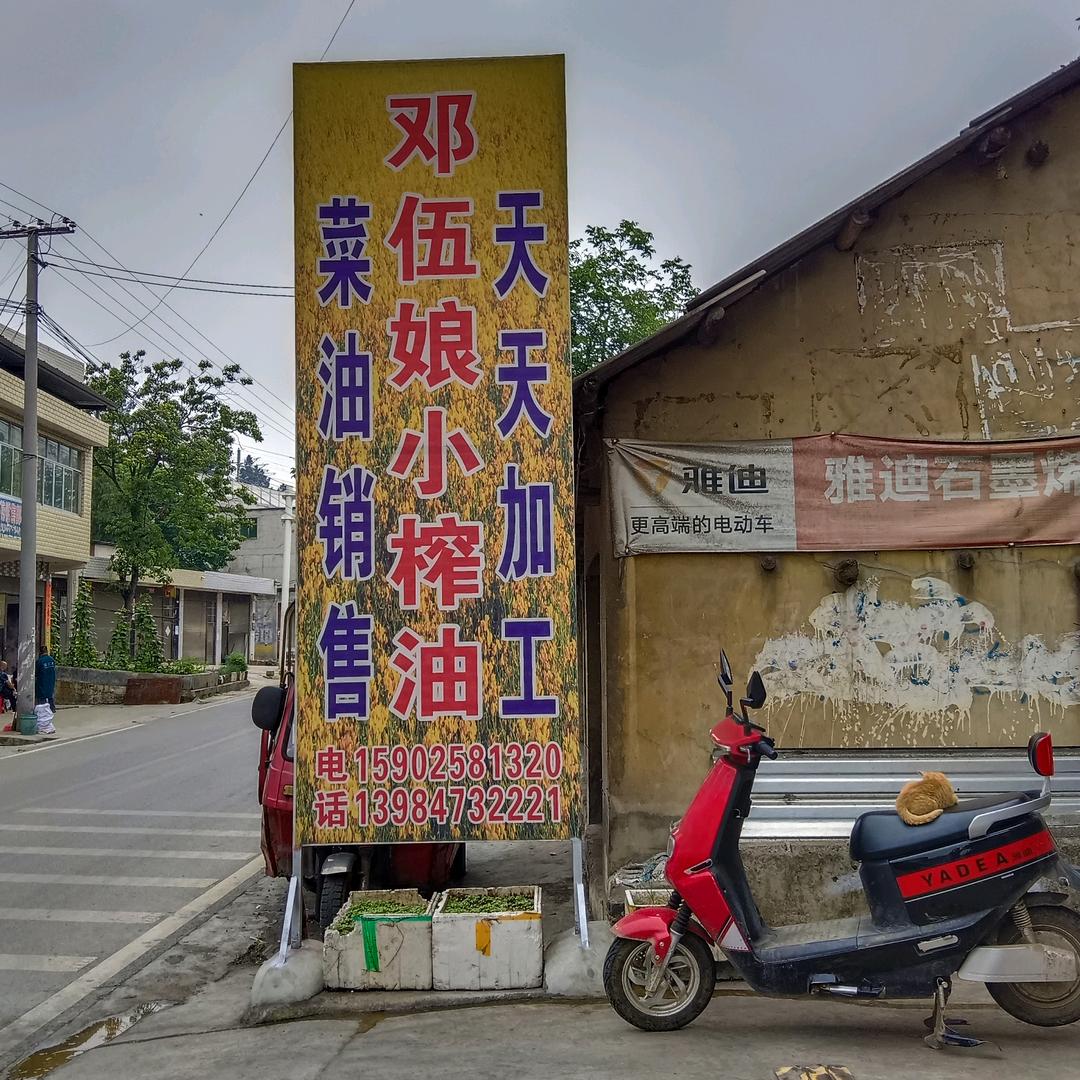 邓伍娘小榨油
天天加工
菜油销售
电话
15902581320
13984732221
雅迪
更高端的电动车
雅迪石墨烯
YADEA